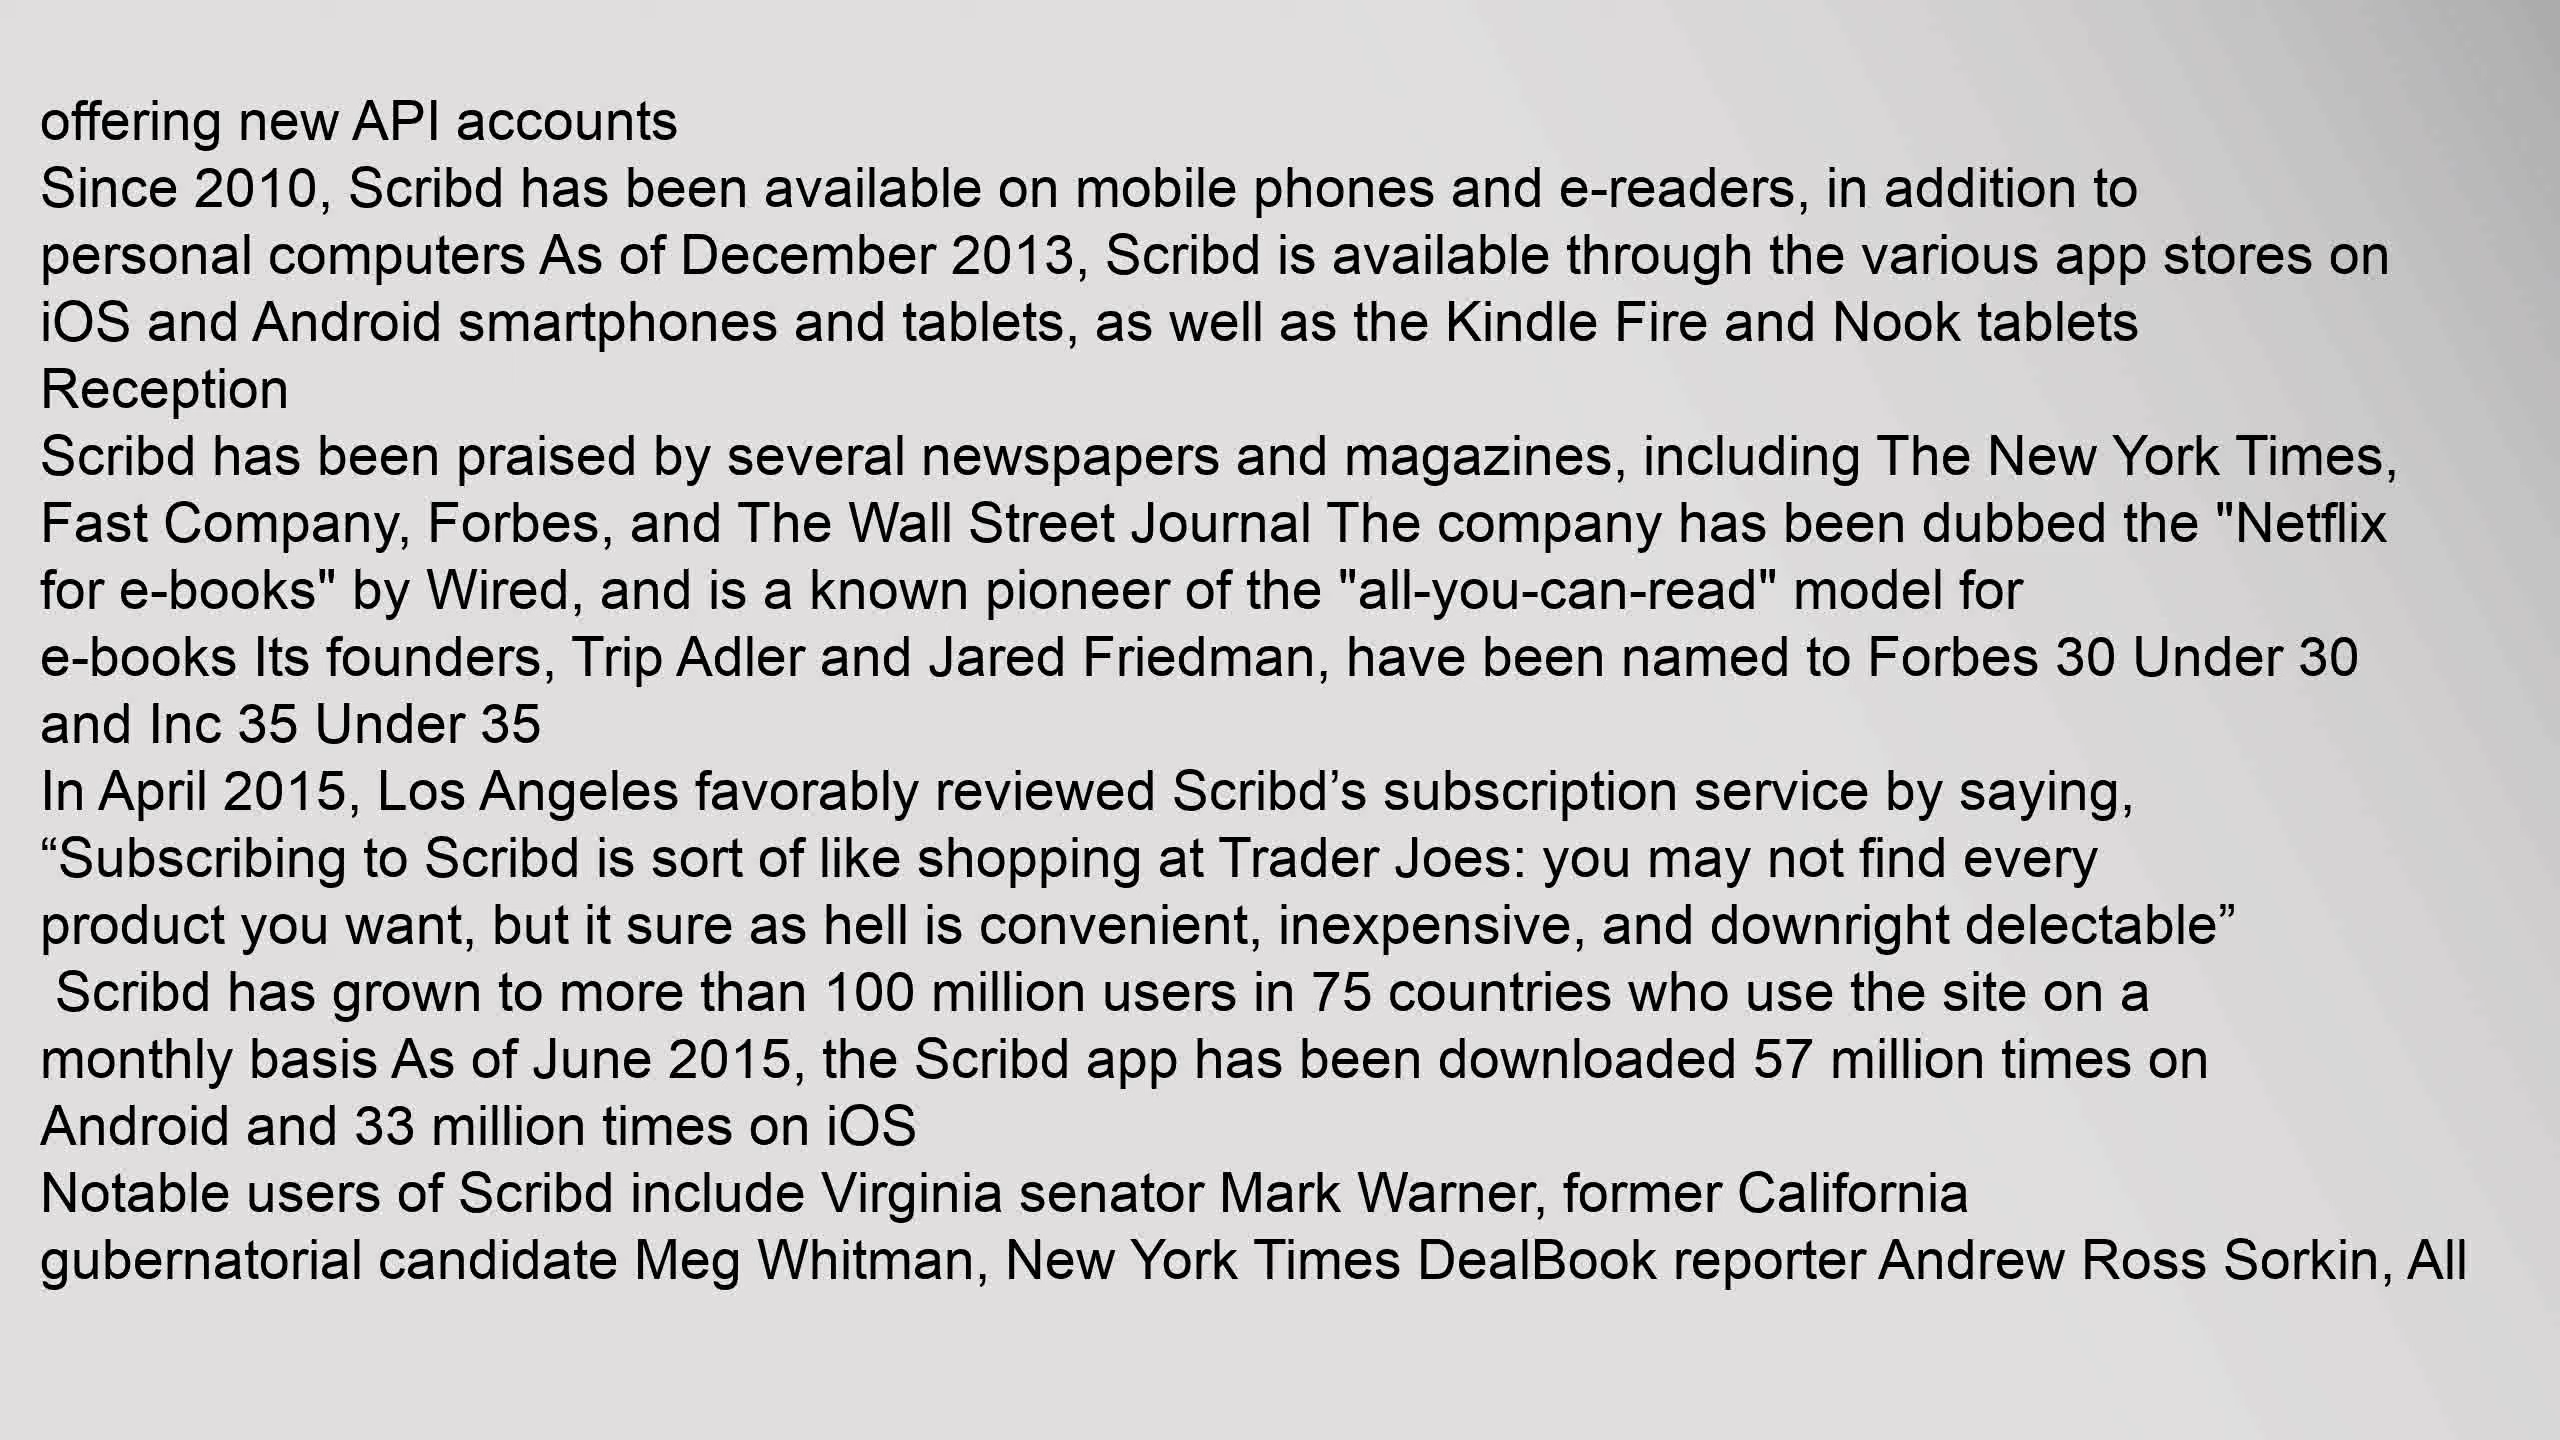 offering new API accounts
Since 2010, Scribd has been available on mobile phones and e-readers, in addition to
personal computers As of December 2013, Scribd is available through the various app stores on
iOS and Android smartphones and tablets, as well as the Kindle Fire and Nook tablets
Reception
Scribd has been praised by several newspapers and magazines, including The New York Times,
Fast Company, Forbes, and The Wall Street Journal The company has been dubbed the "Netflix
for e-books" by Wired, and is a known pioneer of the "all-you-can-read" model for
e-books Its founders, Trip Adler and Jared Friedman, have been named to Forbes 30 Under 30
and Inc 35 Under 35
In April 2015, Los Angeles favorably reviewed Scribd’s subscription service by saying,
“Subscribing to Scribd is sort of like shopping at Trader Joes: you may not find every
product you want, but it sure as hell is convenient, inexpensive, and downright delectable”
Scribd has grown to more than 100 million users in 75 countries who use the site on a
monthly basis As of June 2015, the Scribd app has been downloaded 57 million times on
Android and 33 million times on iOS
Notable users of Scribd include Virginia senator Mark Warner, former California
gubernatorial candidate Meg Whitman, New York Times DealBook reporter Andrew Ross Sorkin, All